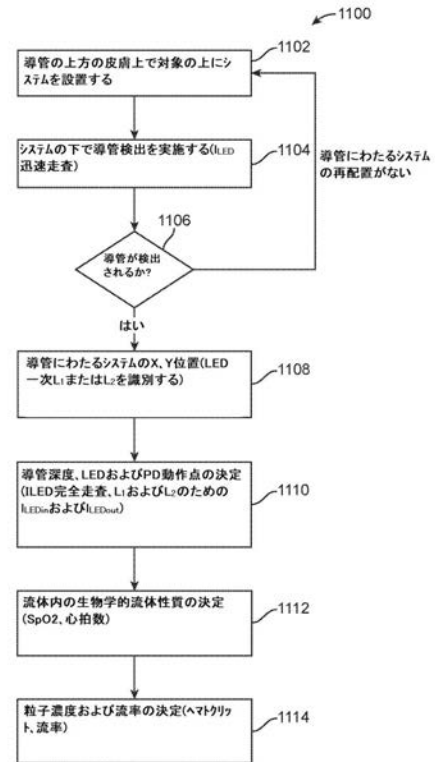 1100
1102
導管の上方の皮膚上で対象の上にシ
ステムを設置する
システムの下で導管検出を実施する(ILED
迅速走査)
1104
導管にわたるシステム
の再配置がない
1106
導管が検出
されるか?
はい
導管にわたるシステムのX、Y位置(LED
一次L1またはL2を識別する)
1108
導管深度、LEDおよびPD動作点の決定
(ILED完全走査、L1およびL2のための
ILEDinおよびILEDout)
1110
流体内の生物学的流体性質の決定
(SpO2、心拍数)
1112
粒子濃度および流率の決定(ヘマトクリッ
ト、流率)
1114